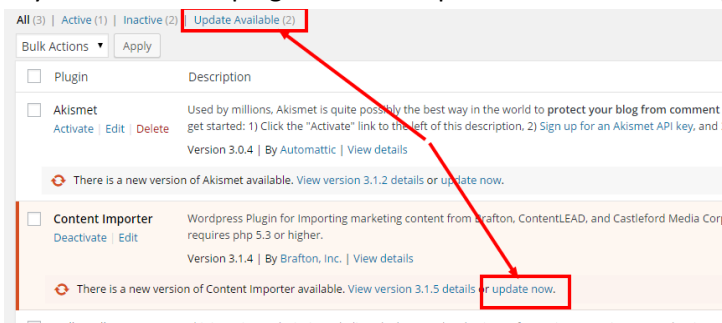 All (3) | Active (1) | Inactive (2) | Update Available (2)
Bulk Actions ▼ Apply
Plugin Description
Akismet
Activate | Edit | Delete
Used by millions, Akismet is quite possibly the best way in the world to protect your blog from comment
get started: 1) Click the "Activate" link to the left of this description, 2) Sign up for an Akismet API key, and
Version 3.0.4 | By Automattic | View details
There is a new version of Akismet available. View version 3.1.2 details or update now.
Content Importer
Deactivate | Edit
Wordpress Plugin for Importing marketing content from Brafton, ContentLEAD, and Castleford Media Corp
requires php 5.3 or higher.
Version 3.1.4 | By Brafton, Inc. | View details
There is a new version of Content Importer available. View version 3.1.5 details or update now.